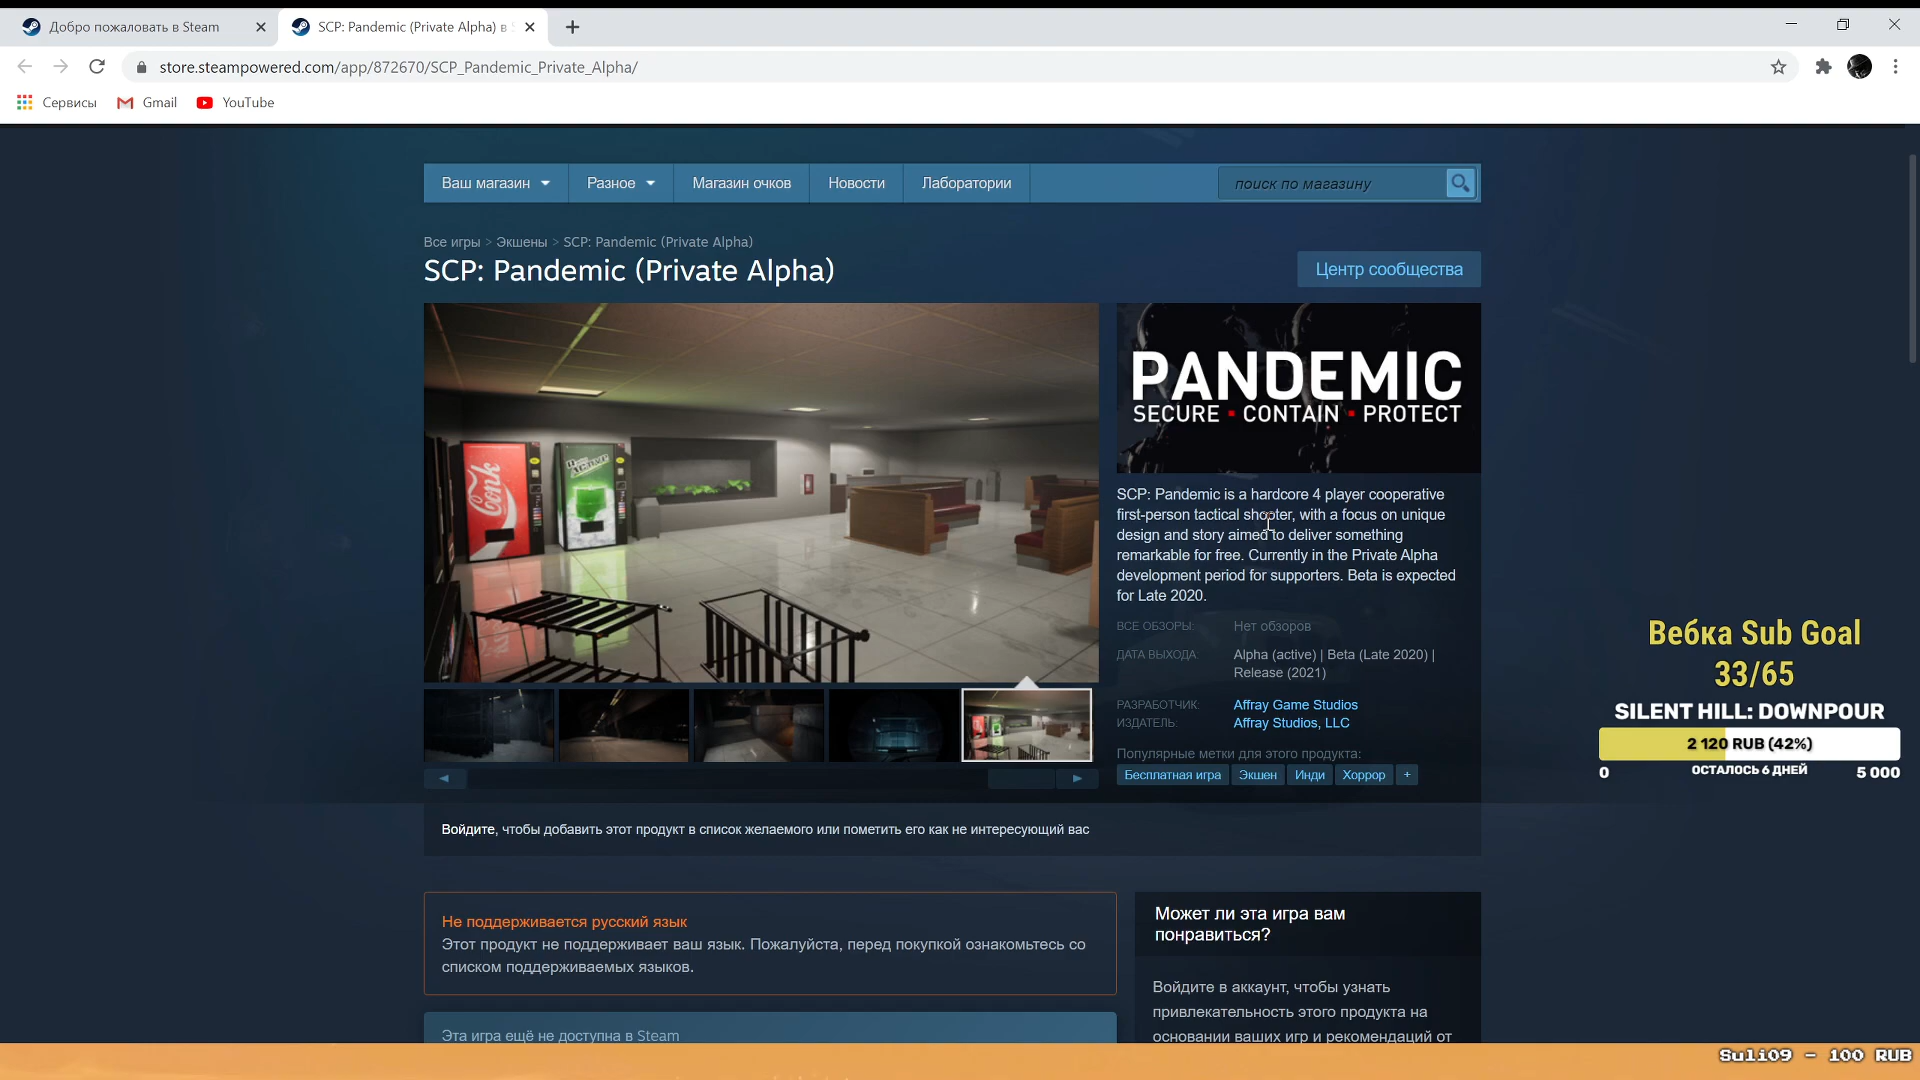 Добро пожаловать в Steam
SCP: Pandemic (Private Alpha) в
store.steampowered.com/app/872670/SCP_Pandemic_Private_Alpha/
Сервисы
Gmail
YouTube
Ваш магазин
Разное
Магазин очков
Новости
Лаборатории
поиск по магазину
Все игры > Экшены > SCP: Pandemic (Private Alpha)
SCP: Pandemic (Private Alpha)
Центр сообщества
Conk
PANDEMIC
SECURE ▪ CONTAIN ▪ PROTECT
SCP: Pandemic is a hardcore 4 player cooperative
first-person tactical shooter, with a focus on unique
design and story aimed to deliver something
remarkable for free. Currently in the Private Alpha
development period for supporters. Beta is expected
for Late 2020.
ВСЕ ОБЗОРЫ: Нет обзоров
ДАТА ВЫХОДА: Alpha (active) | Beta (Late 2020) |
Release (2021)
РАЗРАБОТЧИК: Affray Game Studios
ИЗДАТЕЛЬ: Affray Studios, LLC
Популярные метки для этого продукта:
Бесплатная игра Экшен Инди Хоррор +
Войдите, чтобы добавить этот продукт в список желаемого или пометить его как не интересующий вас
Не поддерживается русский язык
Этот продукт не поддерживает ваш язык. Пожалуйста, перед покупкой ознакомьтесь со
списком поддерживаемых языков.
Эта игра ещё не доступна в Steam
Может ли эта игра вам
понравиться?
Войдите в аккаунт, чтобы узнать
привлекательность этого продукта на
основании ваших игр и рекомендаций от
Вебка Sub Goal
33/65
SILENT HILL: DOWNPOUR
2 120 RUB (42%)
0 ОСТАЛОСЬ 6 ДНЕЙ 5 000
Suli09 - 100 RUB